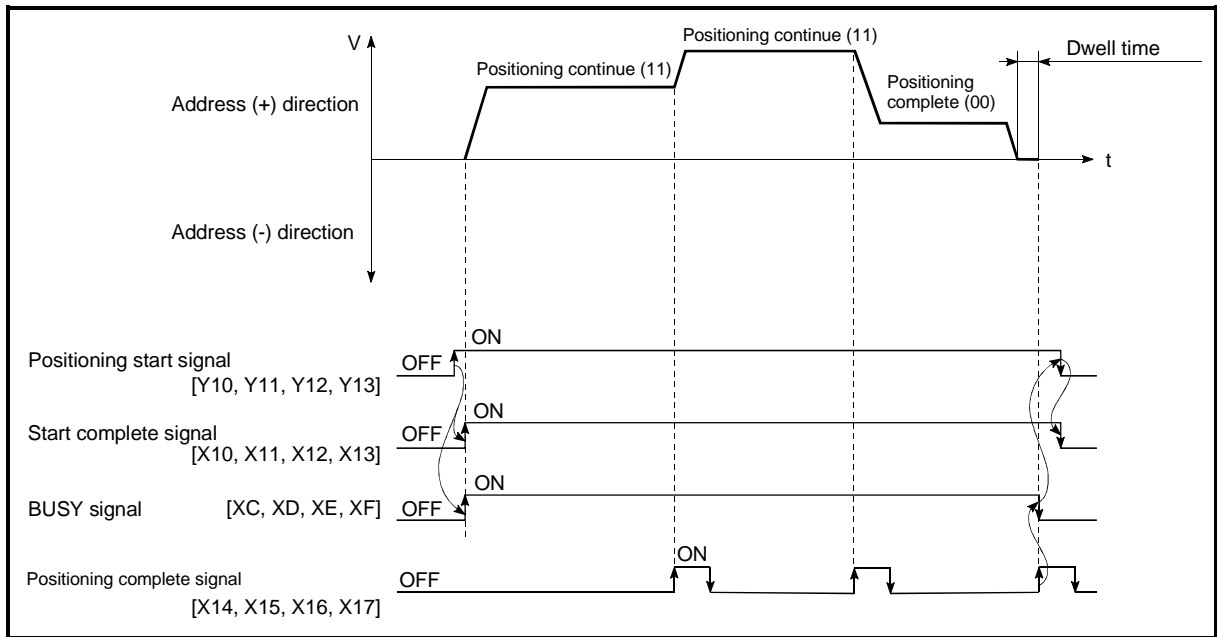 V
Positioning continue (11)
Dwell time
Positioning continue (11)
Positioning
complete (00)
Address (+) direction
t
Address (-) direction
ON
Positioning start signal
OFF
[Y10, Y11, Y12, Y13]
ON
Start complete signal
OFF
[X10, X11, X12, X13]
ON
BUSY signal [XC, XD, XE, XF] OFF
ON
Positioning complete signal
OFF
[X14, X15, X16, X17]